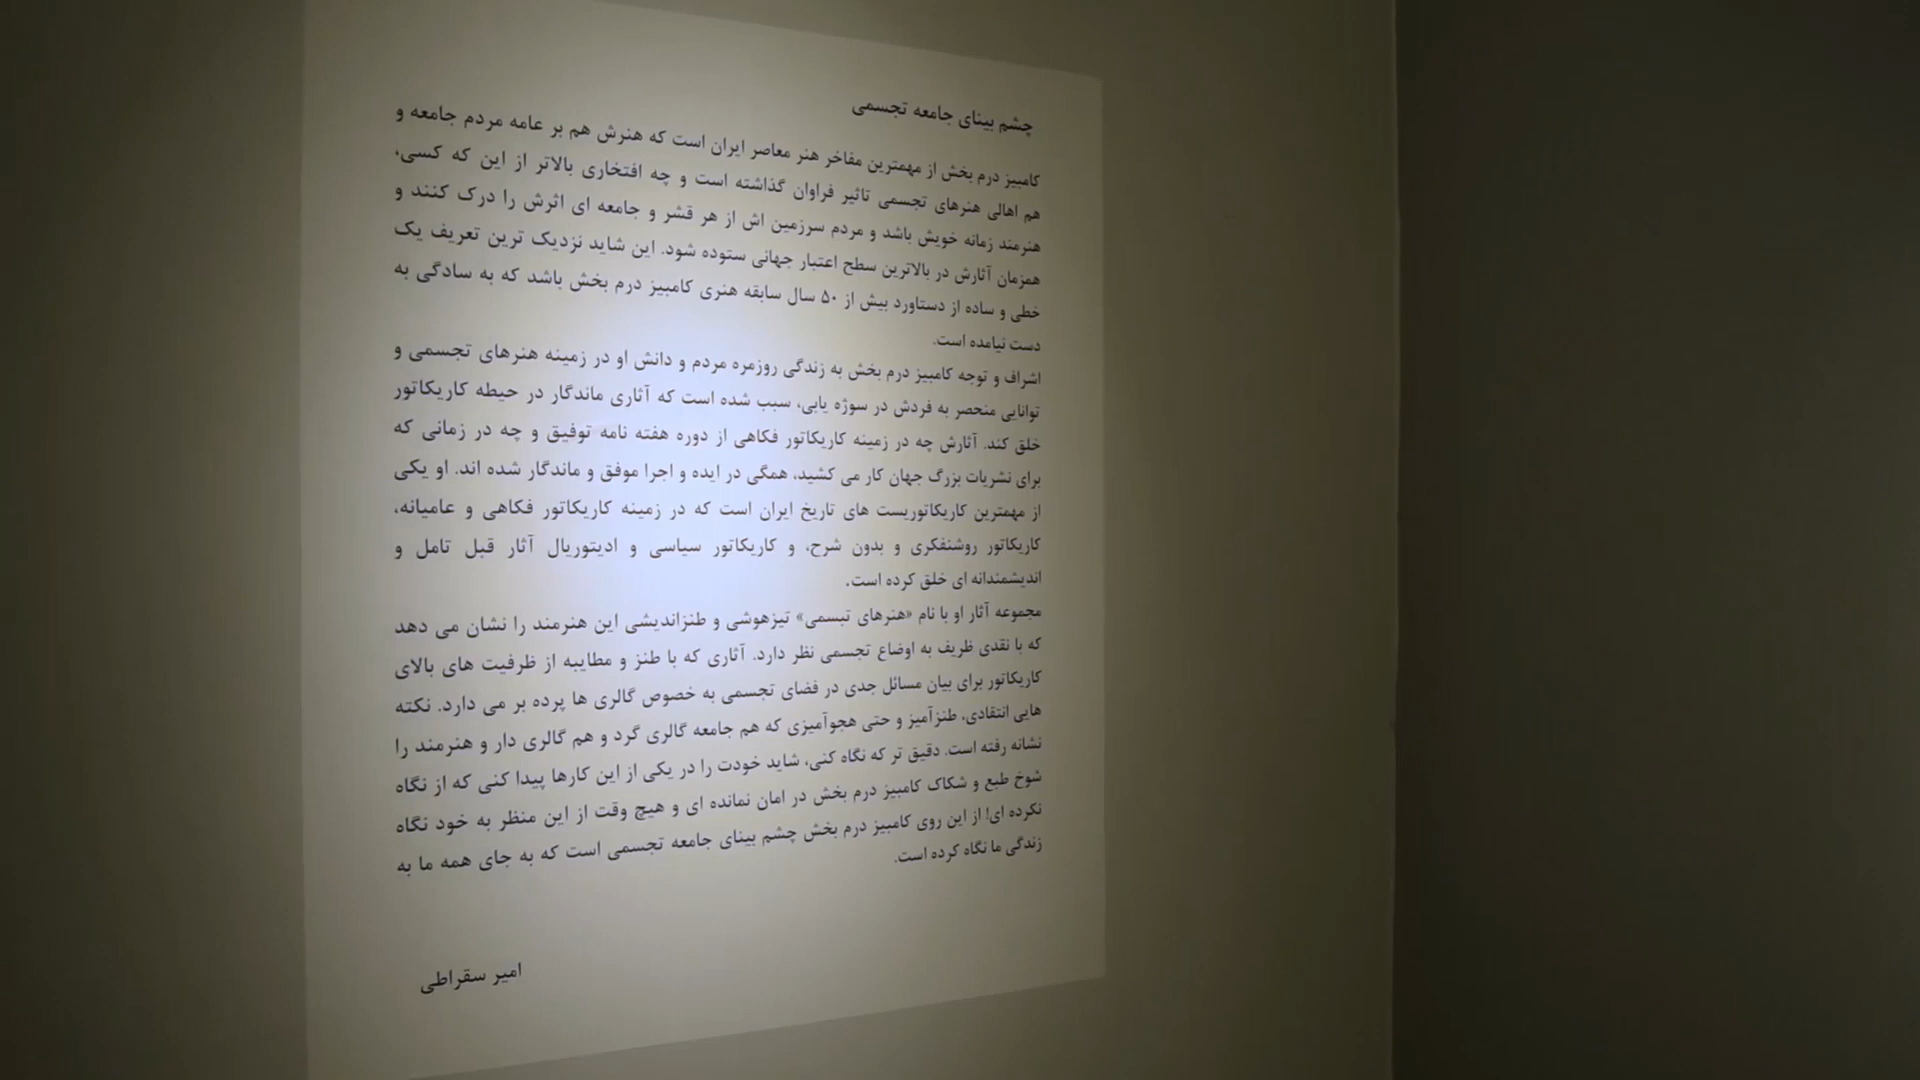 چشم بینای جامعه تجسمی
کامبیز درم بخش از مهمترین مفاخر هنر معاصر ایران است که هنرش هم بر عامه مردم جامعه و
هم اهالی هنرهای تجسمی تاثیر فراوان گذاشته است و چه افتخاری بالاتر از این که کسی،
هنرمند زمانه خویش باشد و مردم سرزمین اش از هر قشر و جامعه ای اثرش را درک کنند و
همزمان آثارش در بالاترین سطح اعتبار جهانی ستوده شود. این شاید نزدیک ترین تعریف یک
خطی و ساده از دستاورد بیش از ۵۰ سال سابقه هنری کامبیز درم بخش باشد که به سادگی به
دست نیامده است.
اشراف و توجه کامبیز درم بخش به زندگی روزمره مردم و دانش او در زمینه هنرهای تجسمی و
توانایی منحصر به فردش در سوژه یابی، سبب شده است که آثاری ماندگار در حیطه کاریکاتور
خلق کند. آثارش چه در زمینه کاریکاتور فکاهی از دوره هفته نامه توفیق و چه در زمانی که
برای نشریات بزرگ جهان کار می کشید، همگی در ایده و اجرا موفق و ماندگار شده اند. او یکی
از مهمترین کاریکاتوریست های تاریخ ایران است که در زمینه کاریکاتور فکاهی و عامیانه،
کاریکاتور روشنفکری و بدون شرح، و کاریکاتور سیاسی و ادیتوریال آثار قبل تامل و
اندیشمندانه ای خلق کرده است.
مجموعه آثار او با نام «هنرهای تبسمی» تیزهوشی و طنزاندیشی این هنرمند را نشان می دهد
که با نقدی ظریف به اوضاع تجسمی نظر دارد. آثاری که با طنز و مطایبه از ظرفیت های بالای
کاریکاتور برای بیان مسائل جدی در فضای تجسمی به خصوص گالری ها پرده بر می دارد. نکته
هایی انتقادی، طنزآمیز و حتی هجوآمیزی که هم جامعه گالری گرد و هم گالری دار و هنرمند را
نشانه رفته است. دقیق تر که نگاه کنی، شاید خودت را در یکی از این کارها پیدا کنی که از نگاه
شوخ طبع و شکاک کامبیز درم بخش در امان نمانده ای و هیچ وقت از این منظر به خود نگاه
نکرده ای! از این روی کامبیز درم بخش چشم بینای جامعه تجسمی است که به جای همه ما به
زندگی ما نگاه کرده است.
امیر سقراطی